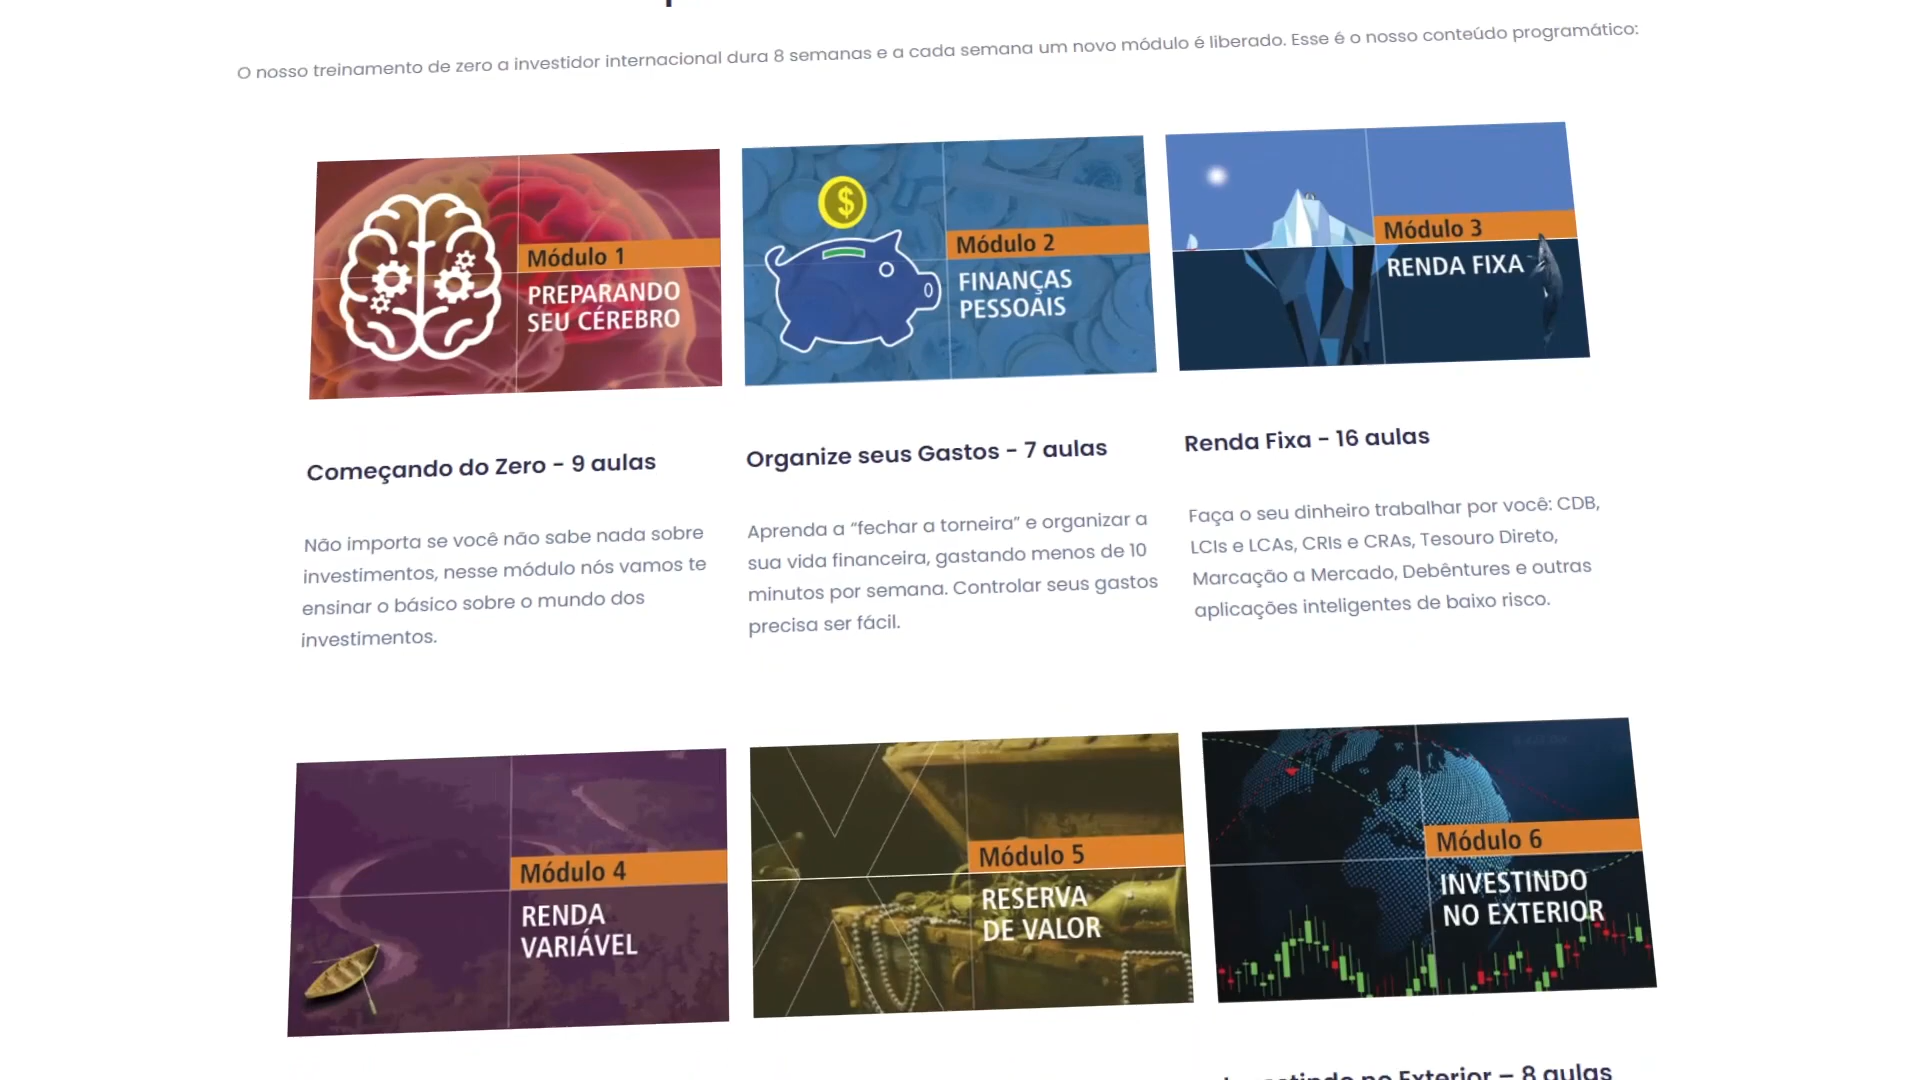 O nosso treinamento de zero a investidor internacional dura 8 semanas e a cada semana um novo módulo é liberado. Esse é o nosso conteúdo programático:
Módulo 1
PREPARANDO
SEU CÉREBRO
Módulo 2
FINANÇAS
PESSOAIS
Módulo 3
RENDA FIXA
Começando do Zero - 9 aulas
Não importa se você não sabe nada sobre
investimentos, nesse módulo nós vamos te
ensinar o básico sobre o mundo dos
investimentos.
Organize seus Gastos - 7 aulas
Aprenda a “fechar a torneira” e organizar a
sua vida financeira, gastando menos de 10
minutos por semana. Controlar seus gastos
precisa ser fácil.
Renda Fixa - 16 aulas
Faça o seu dinheiro trabalhar por você: CDB,
LCIs e LCAs, CRIs e CRAs, Tesouro Direto,
Marcação a Mercado, Debêntures e outras
aplicações inteligentes de baixo risco.
Módulo 4
RENDA
VARIÁVEL
Módulo 5
RESERVA
DE VALOR
Módulo 6
INVESTINDO
NO EXTERIOR
no Exterior – 8 aulas